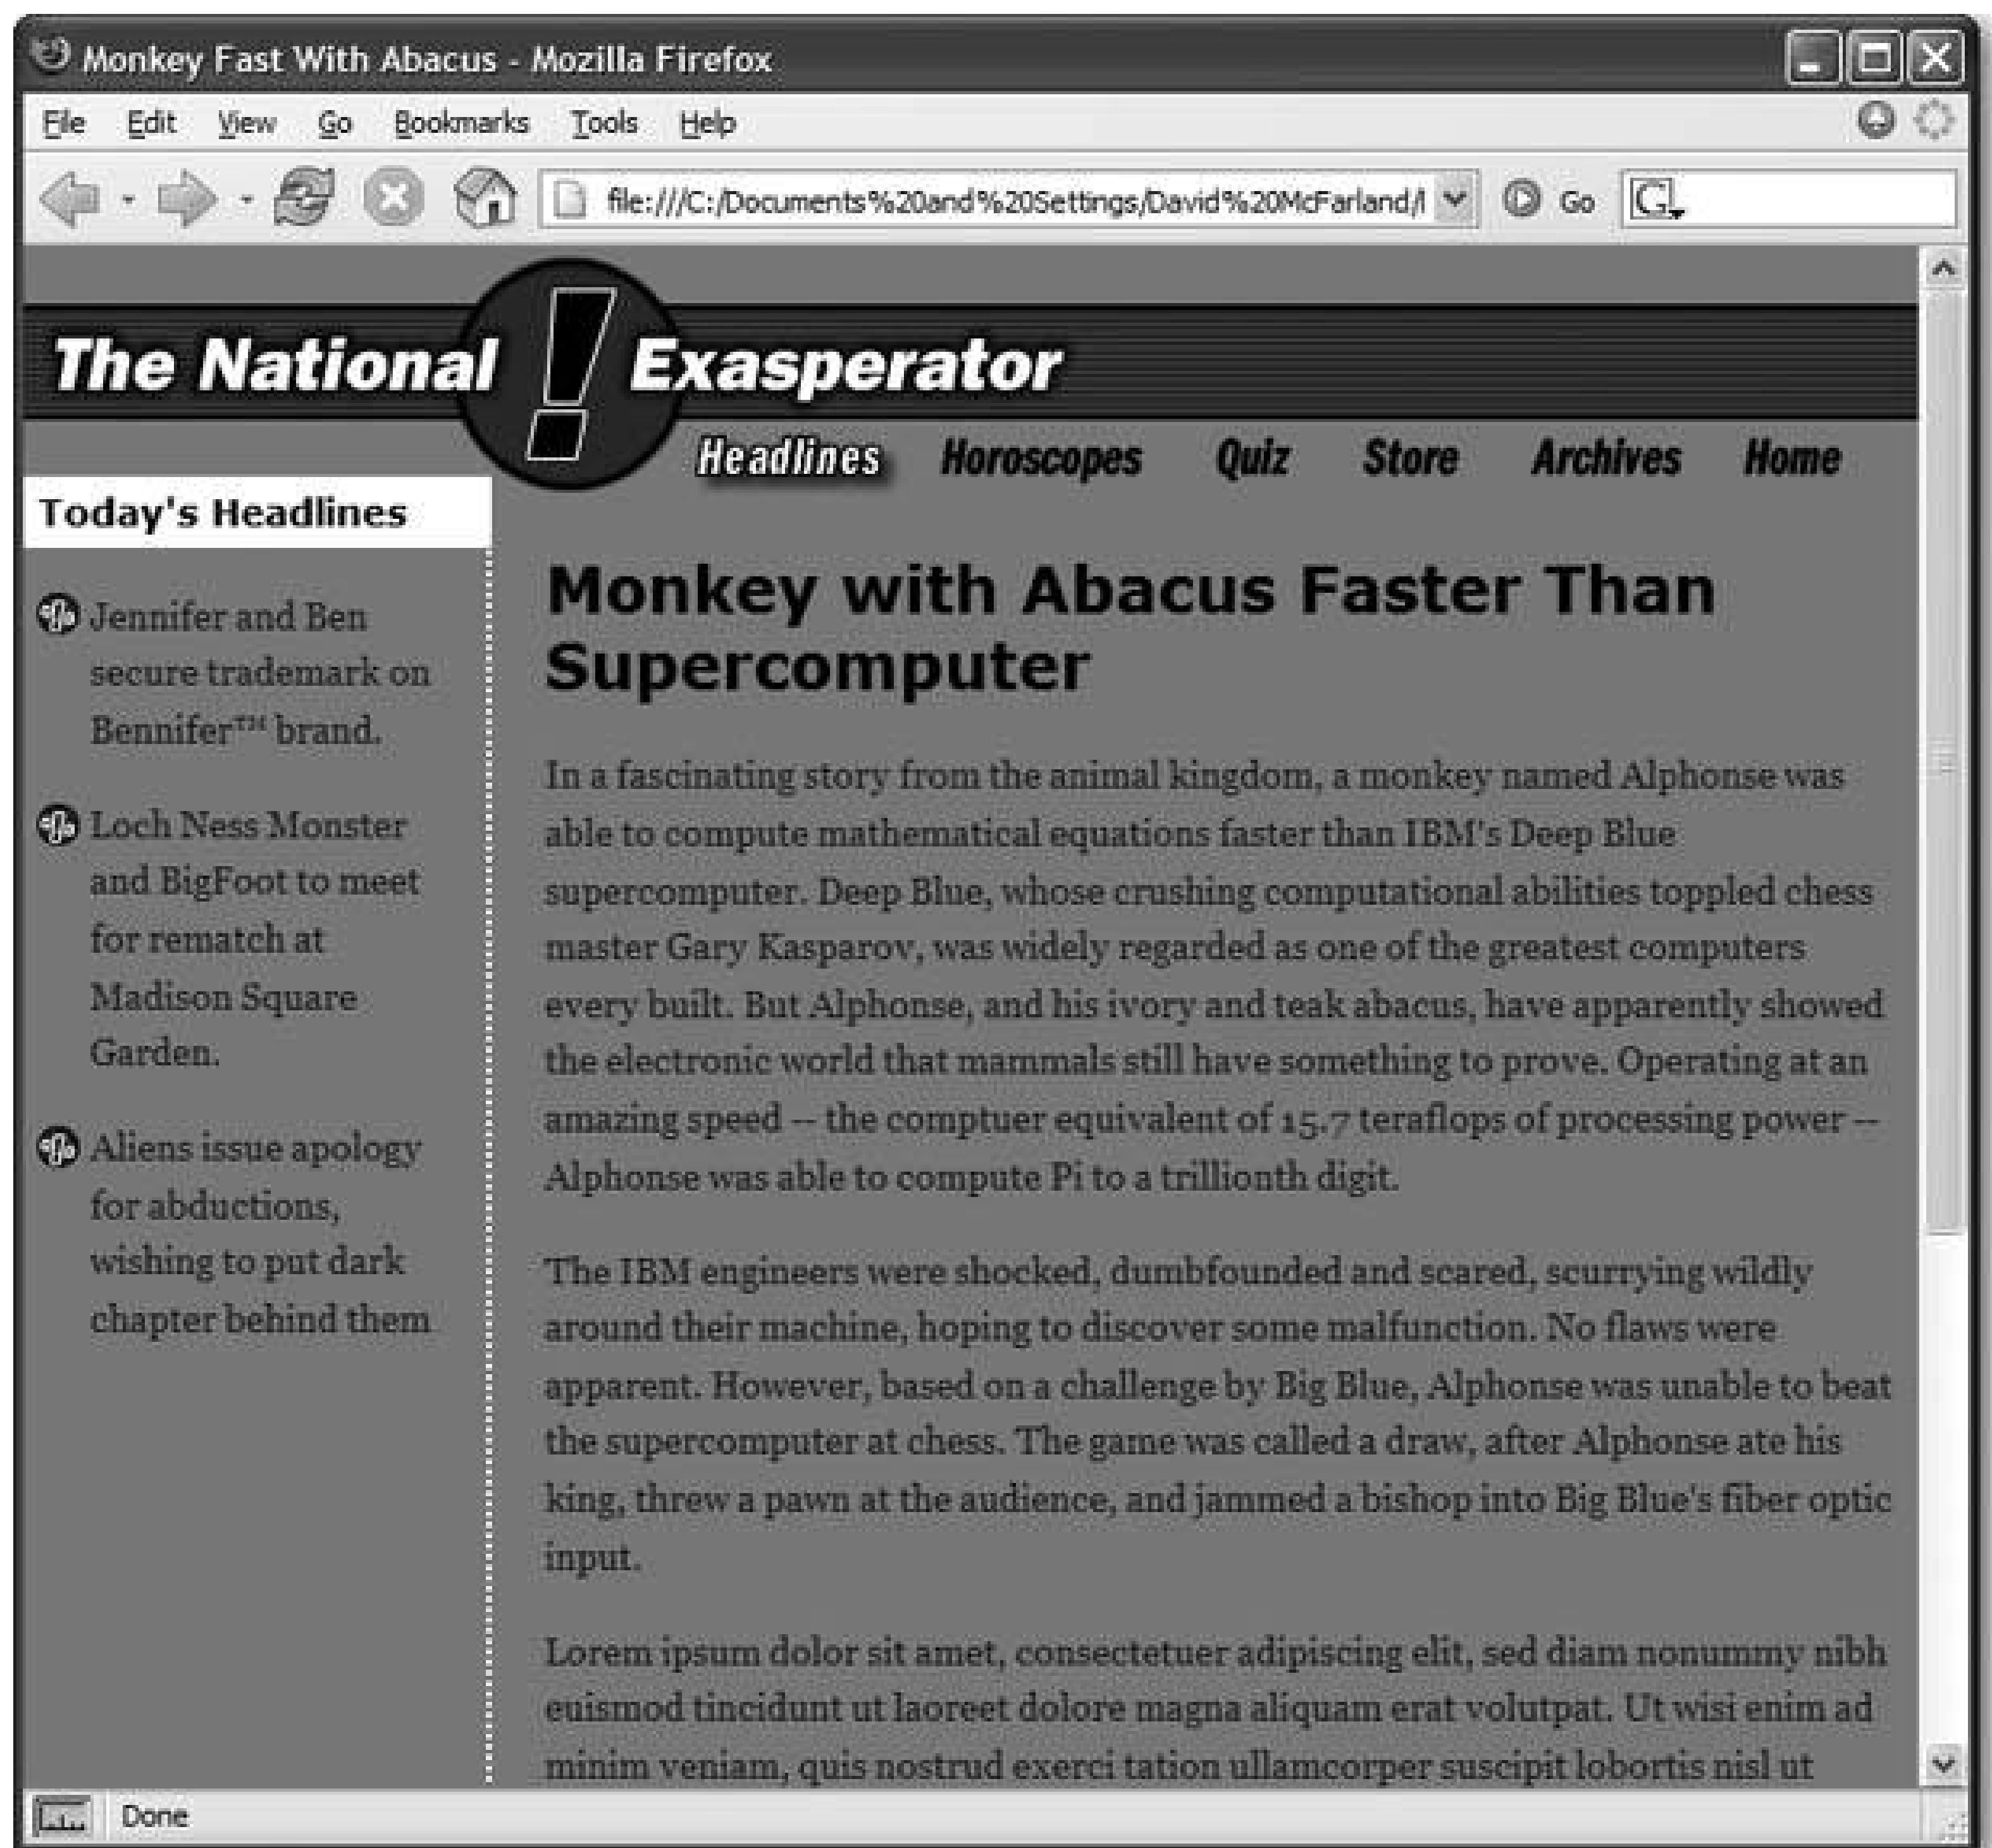 Monkey Fast With Abacus - Mozilla Firefox
File Edit View Go Bookmarks Tools Help
file:///C:/Documents%20and%20Settings/David%20McFarland/ Go G
The National ! Exasperator
Headlines Horoscopes Quiz Store Archives Home
Today's Headlines
Jennifer and Ben
secure trademark on
Bennifer™ brand.
Loch Ness Monster
and BigFoot to meet
for rematch at
Madison Square
Garden.
Aliens issue apology
for abductions,
wishing to put dark
chapter behind them
Monkey with Abacus Faster Than
Supercomputer
In a fascinating story from the animal kingdom, a monkey named Alphonse was
able to compute mathematical equations faster than IBM's Deep Blue
supercomputer. Deep Blue, whose crushing computational abilities toppled chess
master Gary Kasparov, was widely regarded as one of the greatest computers
every built. But Alphonse, and his ivory and teak abacus, have apparently showed
the electronic world that mammals still have something to prove. Operating at an
amazing speed -- the comptuer equivalent of 15.7 teraflops of processing power --
Alphonse was able to compute Pi to a trillionth digit.
The IBM engineers were shocked, dumbfounded and scared, scurrying wildly
around their machine, hoping to discover some malfunction. No flaws were
apparent. However, based on a challenge by Big Blue, Alphonse was unable to beat
the supercomputer at chess. The game was called a draw, after Alphonse ate his
king, threw a pawn at the audience, and jammed a bishop into Big Blue's fiber optic
input.
Lorem ipsum dolor sit amet, consectetuer adipiscing elit, sed diam nonummy nibh
euismod tincidunt ut laoreet dolore magna aliquam erat volutpat. Ut wisi enim ad
minim veniam, quis nostrud exerci tation ullamcorper suscipit lobortis nisl ut
Done